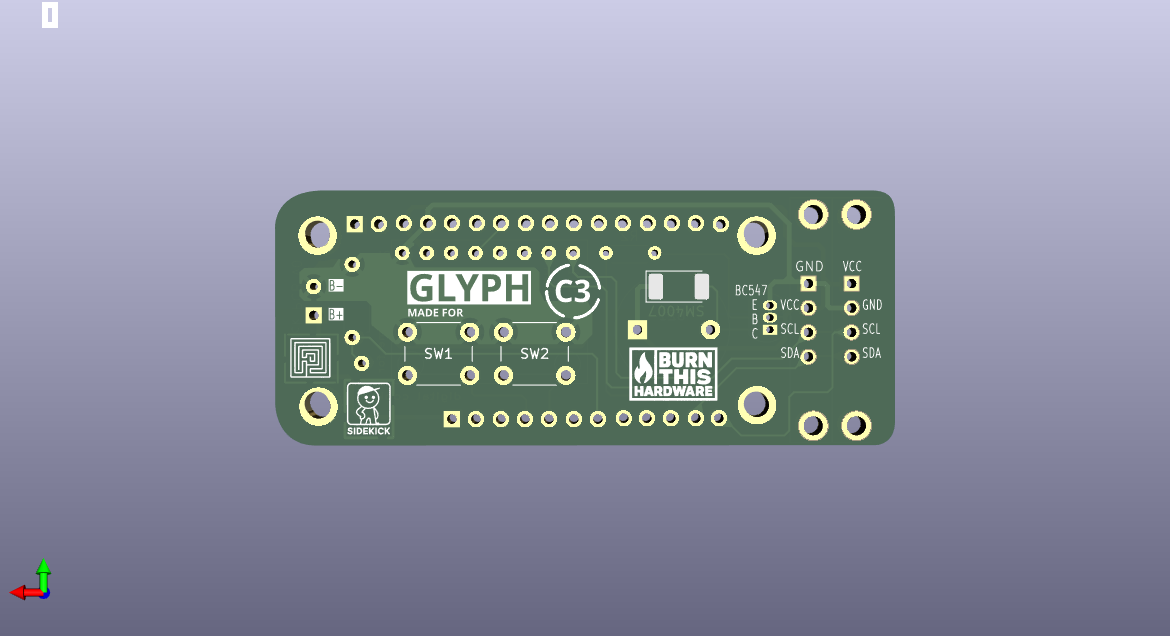 GND VCC
B-
GLYPH
C3
BC547
E VCC GND
B+
MADE FOR
B
SCL SCL
C
SW1 SW2
SDA SDA
BURN
THIS
HARDWARE
SIDEKICK